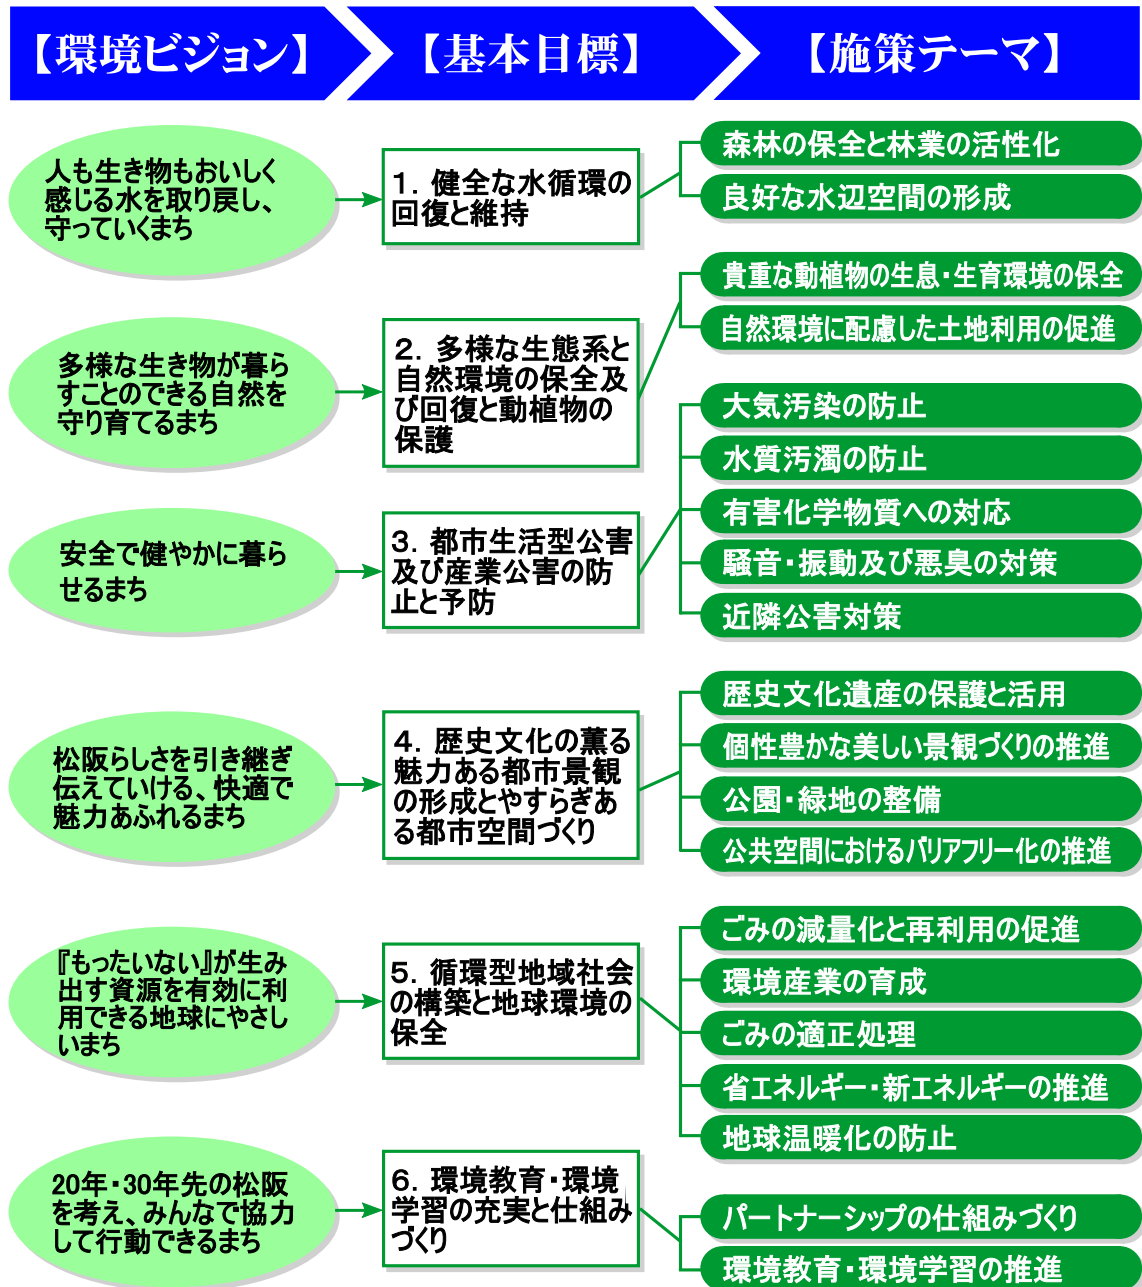 【環境ビジョン】
【基本目標】
【施策テーマ】
人も生き物もおいしく
感じる水を取り戻し、
守っていくまち
1．健全な水循環の
回復と維持
森林の保全と林業の活性化
良好な水辺空間の形成
多様な生き物が暮ら
すことのできる自然を
守り育てるまち
2．多様な生態系と
自然環境の保全及
び回復と動植物の
保護
貴重な動植物の生息・生育環境の保全
自然環境に配慮した土地利用の促進
安全で健やかに暮ら
せるまち
3．都市生活型公害
及び産業公害の防
止と予防
大気汚染の防止
水質汚濁の防止
有害化学物質への対応
騒音・振動及び悪臭の対策
近隣公害対策
松阪らしさを引き継ぎ
伝えていける、快適で
魅力あふれるまち
4．歴史文化の薫る
魅力ある都市景観
の形成とやすらぎあ
る都市空間づくり
歴史文化遺産の保護と活用
個性豊かな美しい景観づくりの推進
公園・緑地の整備
公共空間におけるバリアフリー化の推進
『もったいない』が生み
出す資源を有効に利
用できる地球にやさし
いまち
5．循環型地域社会
の構築と地球環境の
保全
ごみの減量化と再利用の促進
環境産業の育成
ごみの適正処理
省エネルギー・新エネルギーの推進
地球温暖化の防止
20年・30年先の松阪
を考え、みんなで協力
して行動できるまち
6．環境教育・環境
学習の充実と仕組み
づくり
パートナーシップの仕組みづくり
環境教育・環境学習の推進